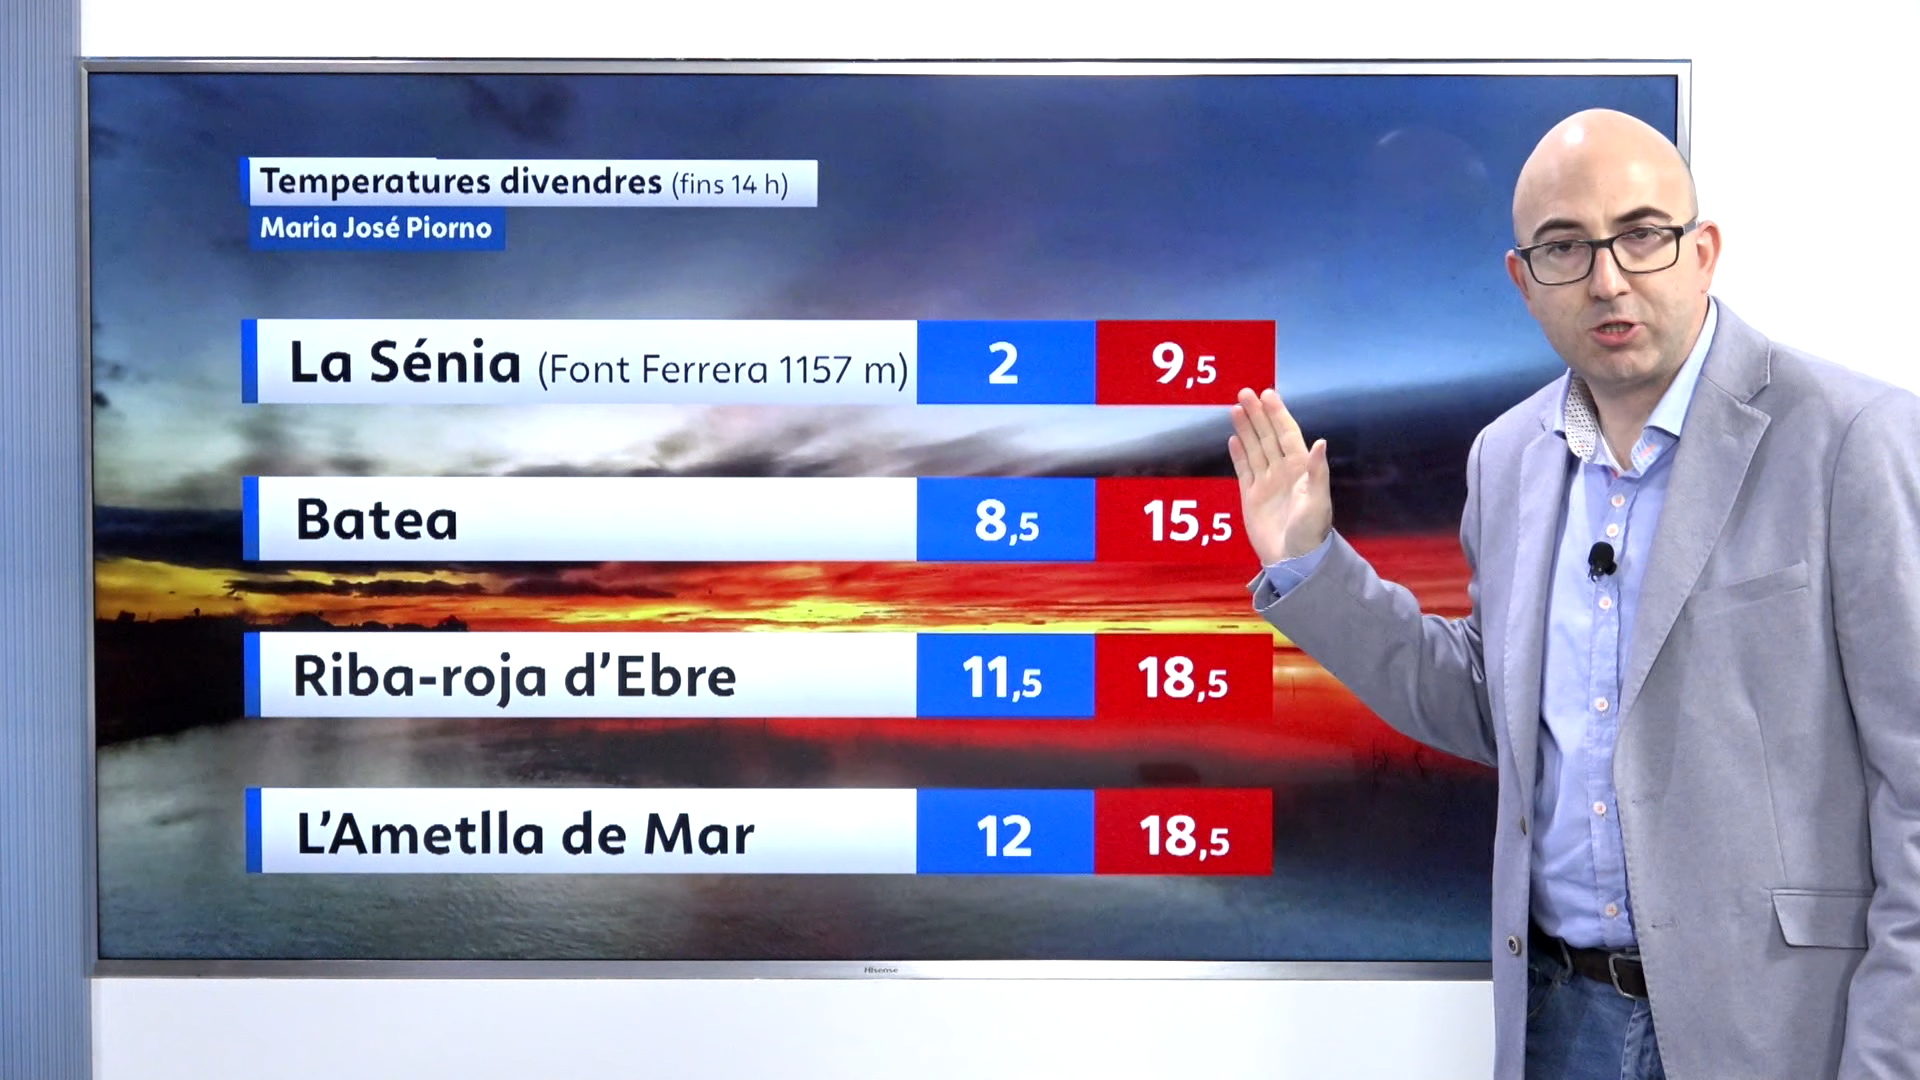 Temperatures divendres (fins 14 h)
Maria José Piorno
La Sénia (Font Ferrera 1157 m) 2 9,5
Batea 8,5 15,5
Riba-roja d'Ebre 11,5 18,5
L'Ametlla de Mar 12 18,5
Hisense